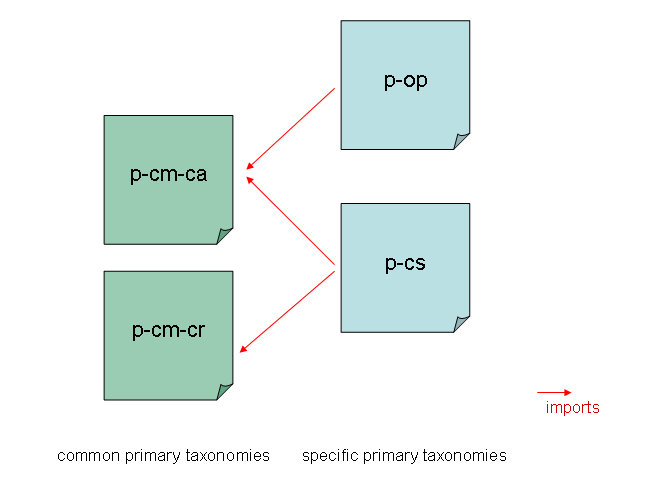 p-op
p-cm-ca
p-cs
p-cm-cr
imports
common primary taxonomies
specific primary taxonomies